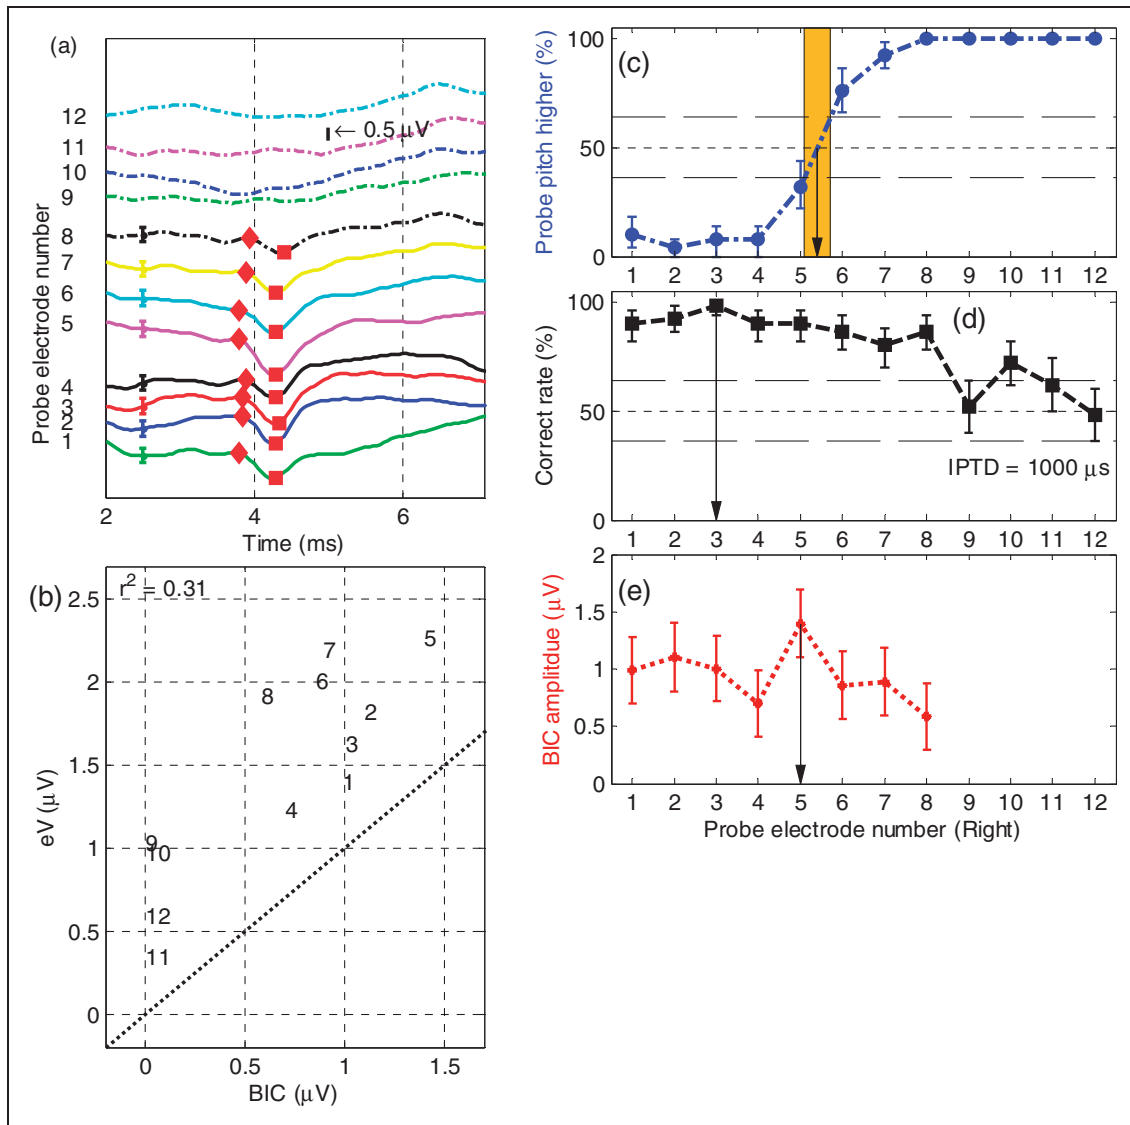 (a)
12
11
10
9
8
7
6
5
4
3
2
1
← 0.5 μV
Probe electrode number
2 4 6
Time (ms)
(b)
r² = 0.31
2.5
2
1.5
1
0.5
0
eV (μV)
5
7
6
8
2
3
1
4
9
10
12
11
0 0.5 1 1.5
BIC (μV)
(c)
100
50
0
Probe pitch higher (%)
1 2 3 4 5 6 7 8 9 10 11 12
(d)
100
50
0
Correct rate (%)
IPTD = 1000 μs
1 2 3 4 5 6 7 8 9 10 11 12
(e)
2
1.5
1
0.5
0
BIC amplitdue (μV)
1 2 3 4 5 6 7 8 9 10 11 12
Probe electrode number (Right)